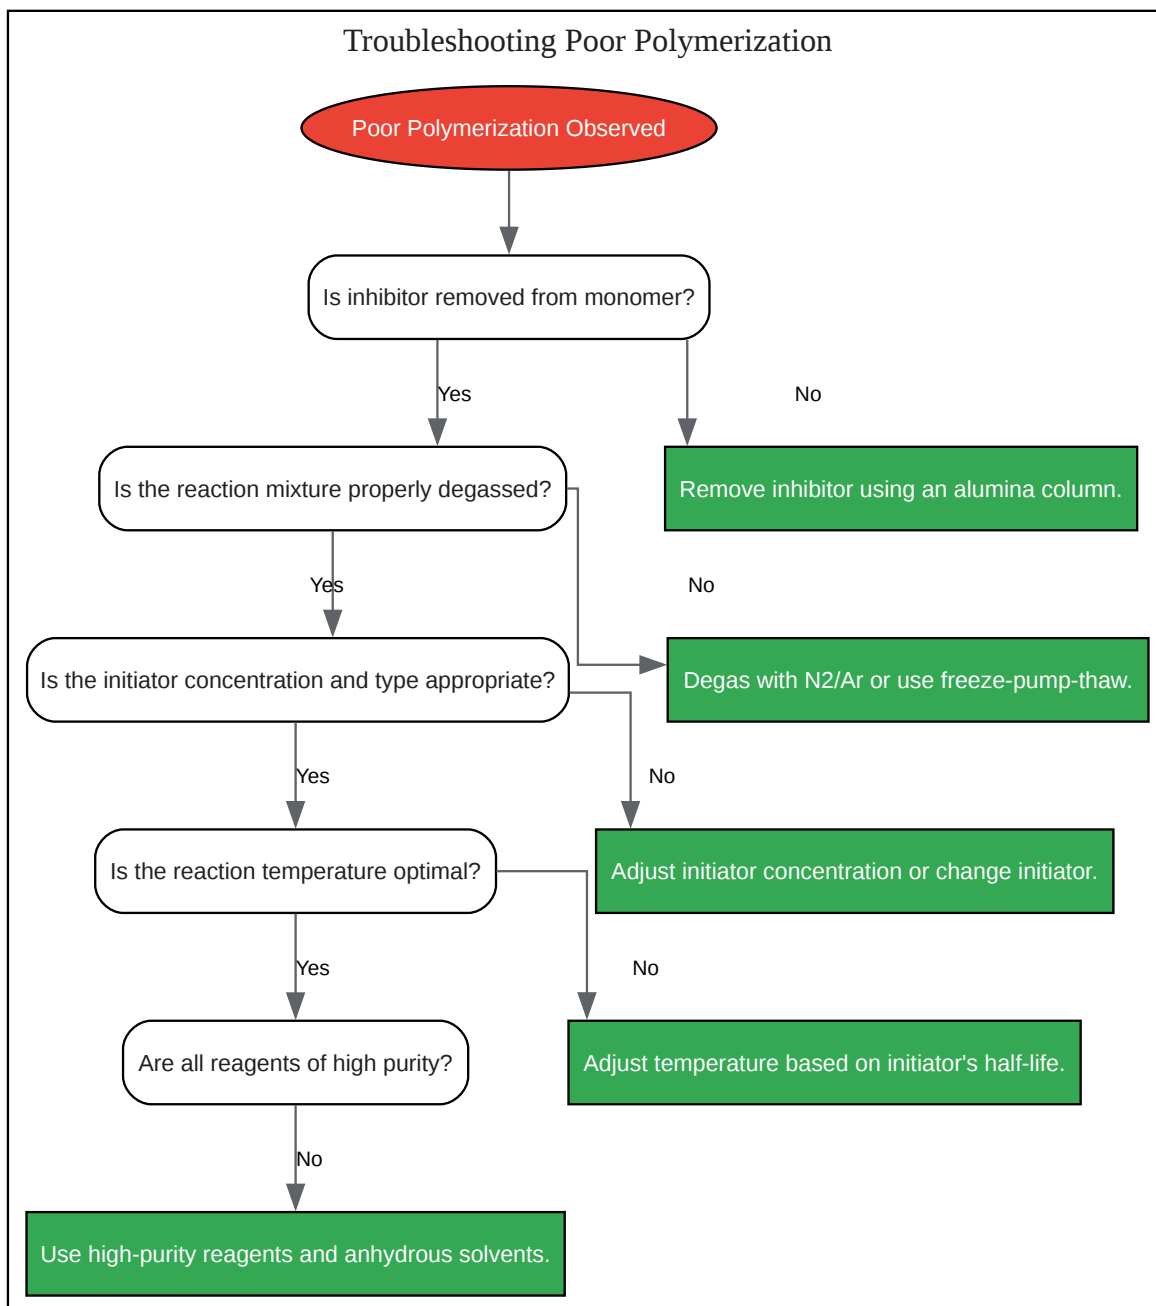 Troubleshooting Poor Polymerization
Poor Polymerization Observed
Is inhibitor removed from monomer?
Yes
No
Is the reaction mixture properly degassed?
Remove inhibitor using an alumina column.
Yes
No
Is the initiator concentration and type appropriate?
Degas with N2/Ar or use freeze-pump-thaw.
Yes
No
Is the reaction temperature optimal?
Adjust initiator concentration or change initiator.
Yes
No
Are all reagents of high purity?
Adjust temperature based on initiator's half-life.
No
Use high-purity reagents and anhydrous solvents.